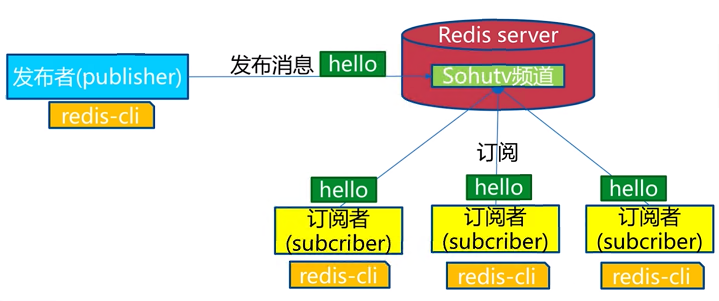 Redis server
发布者(publisher)
发布消息
hello
Sohutv频道
redis-cli
订阅
hello
hello
hello
订阅者
(subcriber)
订阅者
(subcriber)
订阅者
(subcriber)
redis-cli
redis-cli
redis-cli